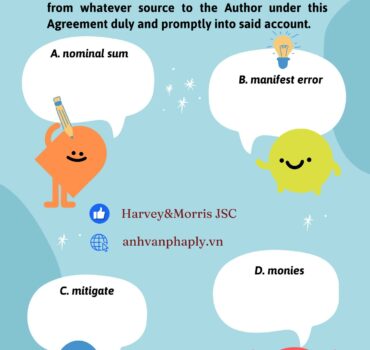 from whatever source to the Author under this
Agreement duly and promptly into said account.
A. nominal sum
B. manifest error
Harvey&Morris JSC
anhvanphaply.vn
D. monies
C. mitigate